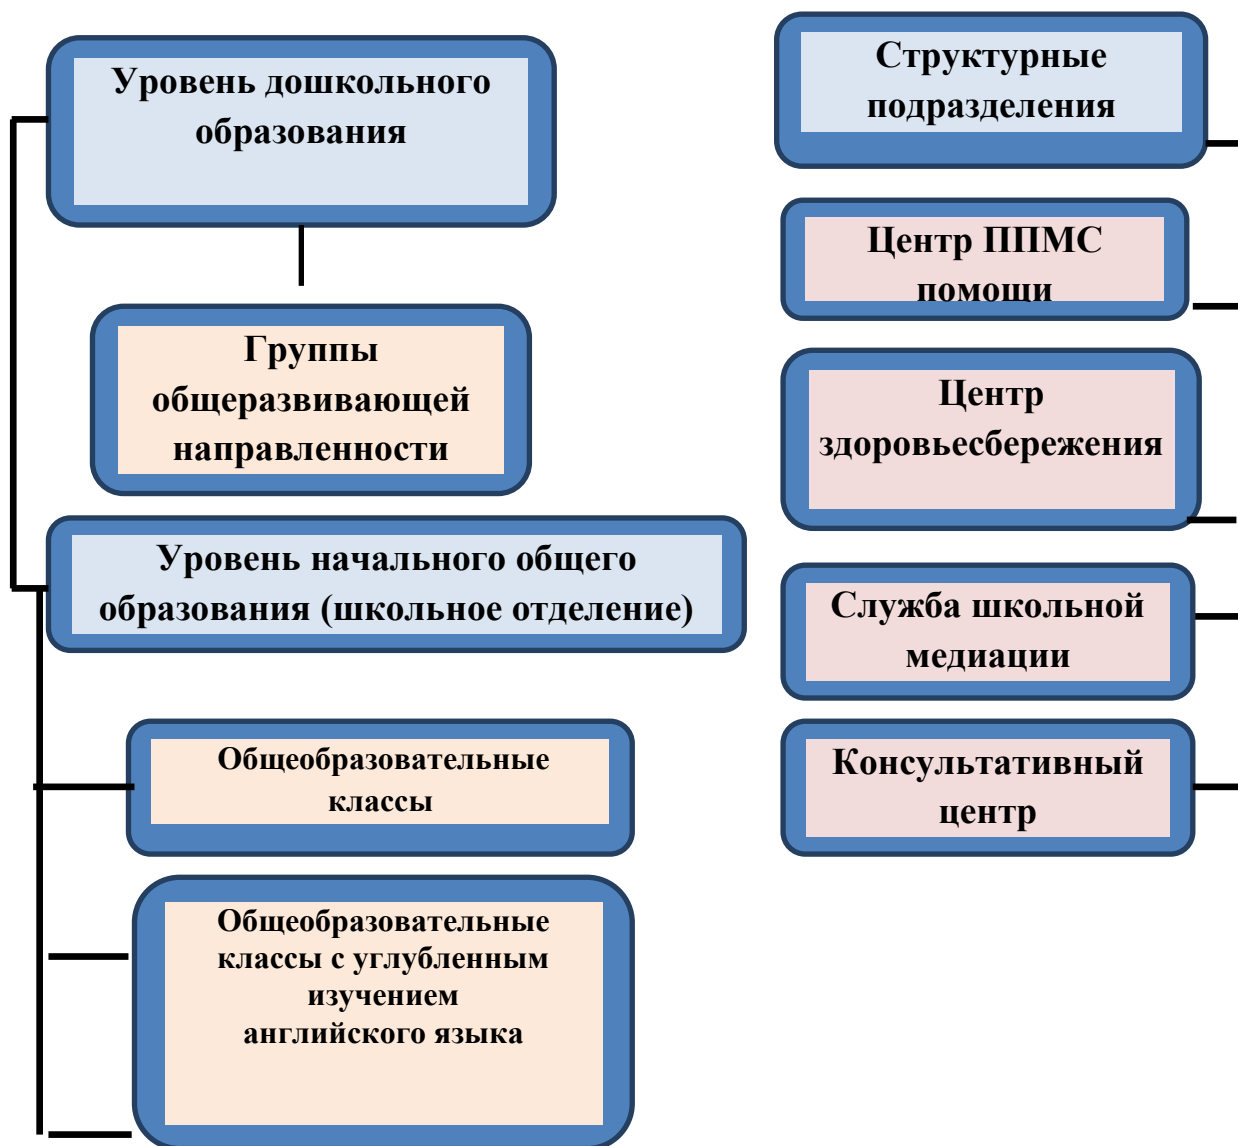 Уровень дошкольного
образования
Группы
общеразвивающей
направленности
Уровень начального общего
образования (школьное отделение)
Общеобразовательные
классы
Общеобразовательные
классы с углубленным
изучением
английского языка
Структурные
подразделения
Центр ППМС
помощи
Центр
здоровьесбережения
Служба школьной
медиации
Консультативный
центр